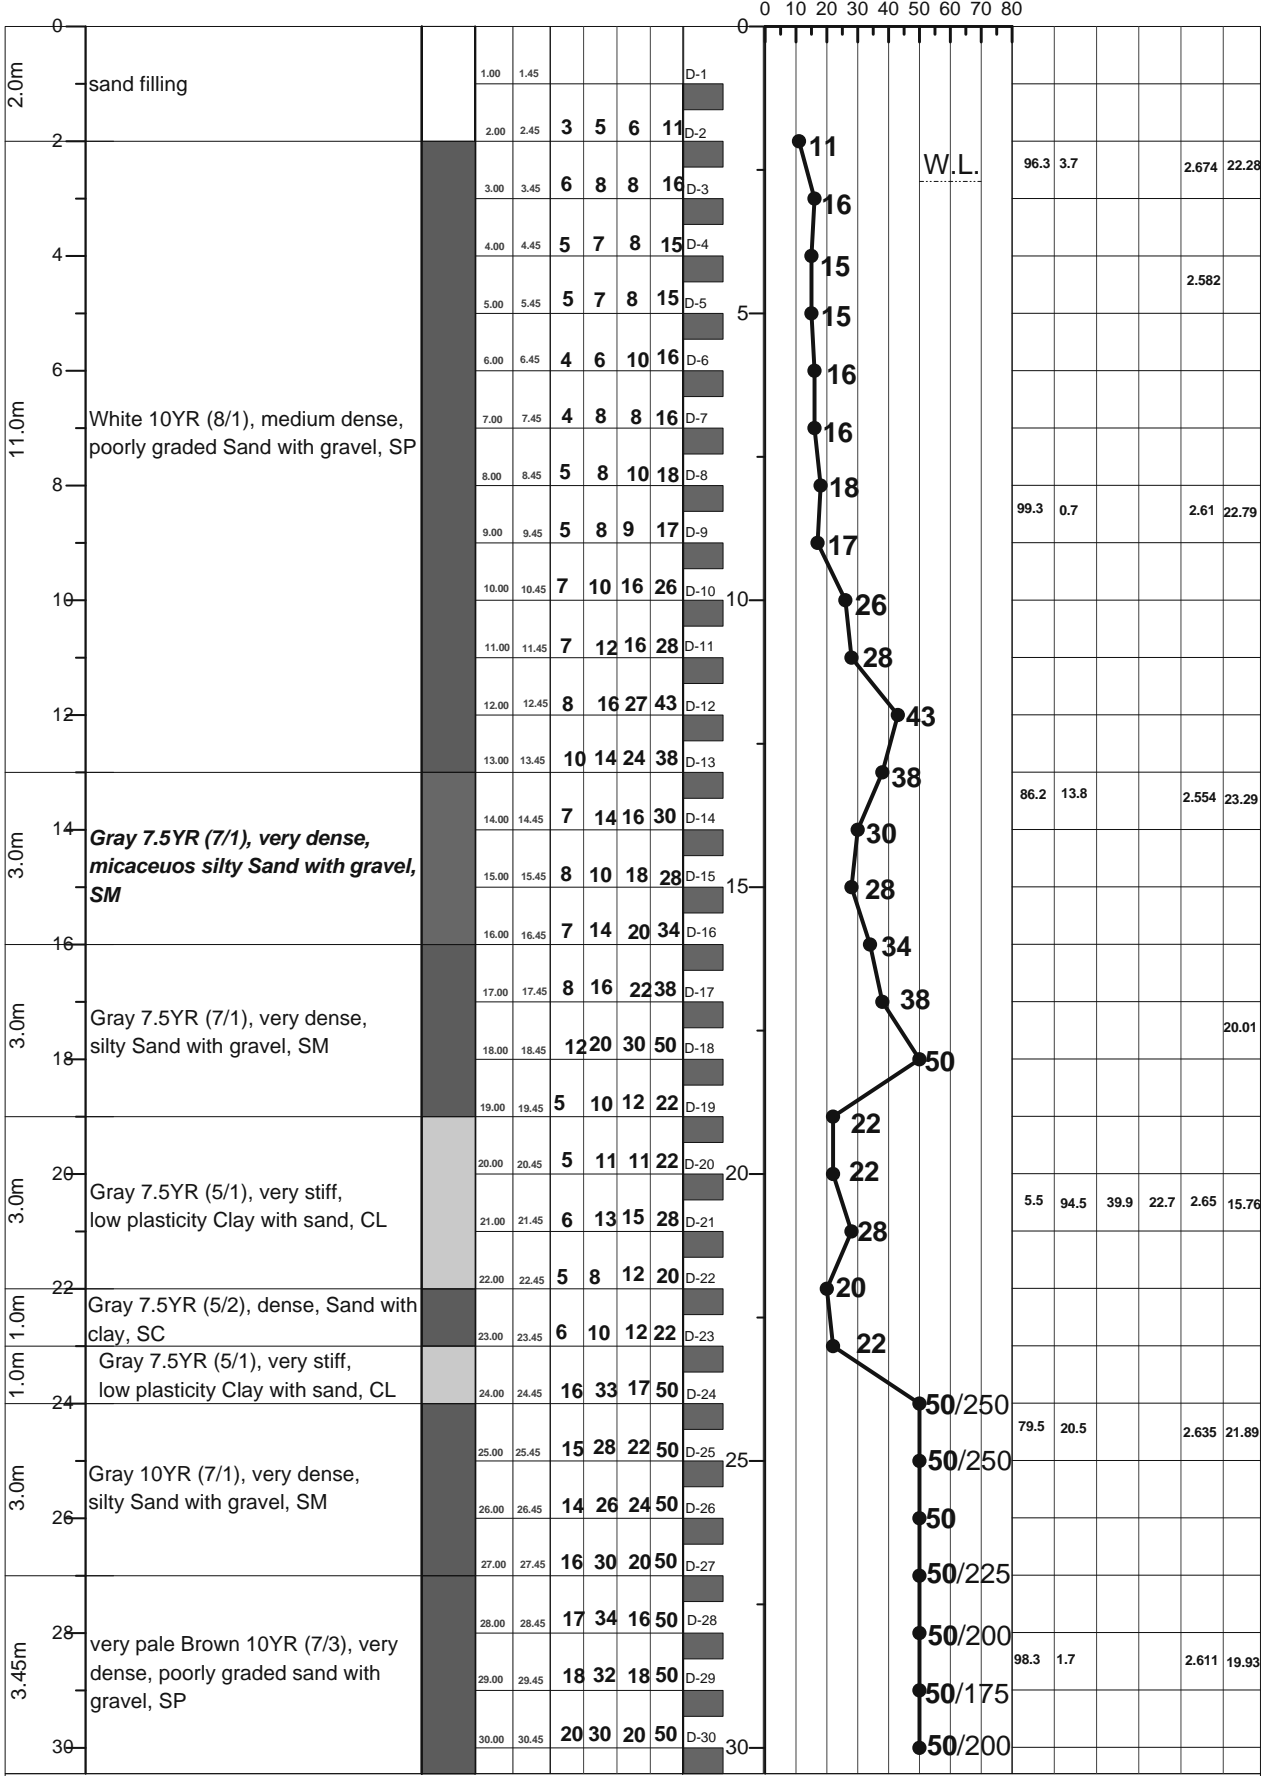 0 10 20 30 40 50 60 70 80
0 0
2.0m
sand filling
1.00 1.45 D-1
2.00 2.45 3 5 6 11 D-2
2
11
W.L.
96.3 3.7 2.674 22.28
3.00 3.45 6 8 8 16 D-3
16
4.00 4.45 5 7 8 15 D-4
4
15
2.582
5.00 5.45 5 7 8 15 D-5
5
15
6.00 6.45 4 6 10 16 D-6
6
16
11.0m
White 10YR (8/1), medium dense,
poorly graded Sand with gravel, SP
7.00 7.45 4 8 8 16 D-7
16
8.00 8.45 5 8 10 18 D-8
8
18
99.3 0.7 2.61 22.79
9.00 9.45 5 8 9 17 D-9
17
10.00 10.45 7 10 16 26 D-10
10 10
26
11.00 11.45 7 12 16 28 D-11
28
12.00 12.45 8 16 27 43 D-12
12
43
13.00 13.45 10 14 24 38 D-13
38
86.2 13.8 2.554 23.29
14.00 14.45 7 14 16 30 D-14
14
30
3.0m
Gray 7.5YR (7/1), very dense,
micaceuos silty Sand with gravel,
SM
15.00 15.45 8 10 18 28 D-15
15
28
16.00 16.45 7 14 20 34 D-16
16
34
17.00 17.45 8 16 22 38 D-17
38
3.0m
Gray 7.5YR (7/1), very dense,
silty Sand with gravel, SM
20.01
18.00 18.45 12 20 30 50 D-18
18
50
19.00 19.45 5 10 12 22 D-19
22
20.00 20.45 5 11 11 22 D-20
20 20
22
3.0m
Gray 7.5YR (5/1), very stiff,
low plasticity Clay with sand, CL
5.5 94.5 39.9 22.7 2.65 15.76
21.00 21.45 6 13 15 28 D-21
28
22.00 22.45 5 8 12 20 D-22
22
20
1.0m
Gray 7.5YR (5/2), dense, Sand with
clay, SC
23.00 23.45 6 10 12 22 D-23
22
1.0m
Gray 7.5YR (5/1), very stiff,
low plasticity Clay with sand, CL
24.00 24.45 16 33 17 50 D-24
24
50/250
79.5 20.5 2.635 21.89
25.00 25.45 15 28 22 50 D-25
25
50/250
3.0m
Gray 10YR (7/1), very dense,
silty Sand with gravel, SM
26.00 26.45 14 26 24 50 D-26
26
50
27.00 27.45 16 30 20 50 D-27
50/225
28.00 28.45 17 34 16 50 D-28
28
50/200
3.45m
very pale Brown 10YR (7/3), very
dense, poorly graded sand with
gravel, SP
98.3 1.7 2.611 19.93
29.00 29.45 18 32 18 50 D-29
50/175
30.00 30.45 20 30 20 50 D-30
30 30
50/200